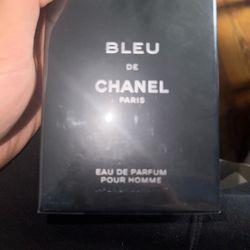 BLEU
DE
CHANEL
PARIS
EAU DE PARFUM
POUR HOMME